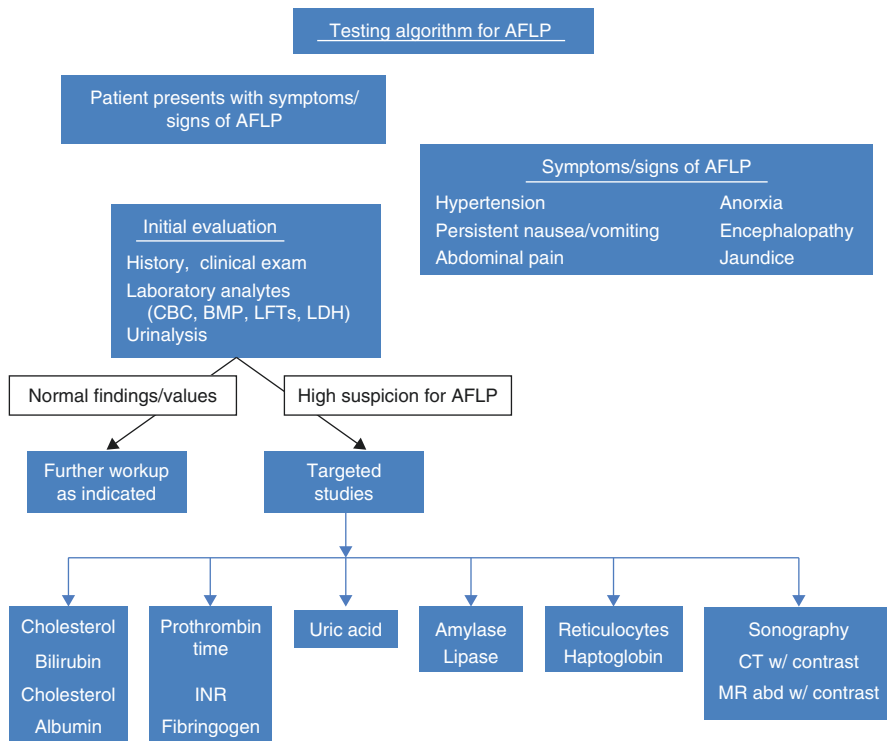 Testing algorithm for AFLP
Patient presents with symptoms/
signs of AFLP
Symptoms/signs of AFLP
Hypertension
Persistent nausea/vomiting
Abdominal pain
Anorxia
Encephalopathy
Jaundice
Initial evaluation
History, clinical exam
Laboratory analytes
(CBC, BMP, LFTs, LDH)
Urinalysis
Normal findings/values
High suspicion for AFLP
Further workup
as indicated
Targeted
studies
Cholesterol
Bilirubin
Cholesterol
Albumin
Prothrombin
time
INR
Fibringogen
Uric acid
Amylase
Lipase
Reticulocytes
Haptoglobin
Sonography
CT w/ contrast
MR abd w/ contrast